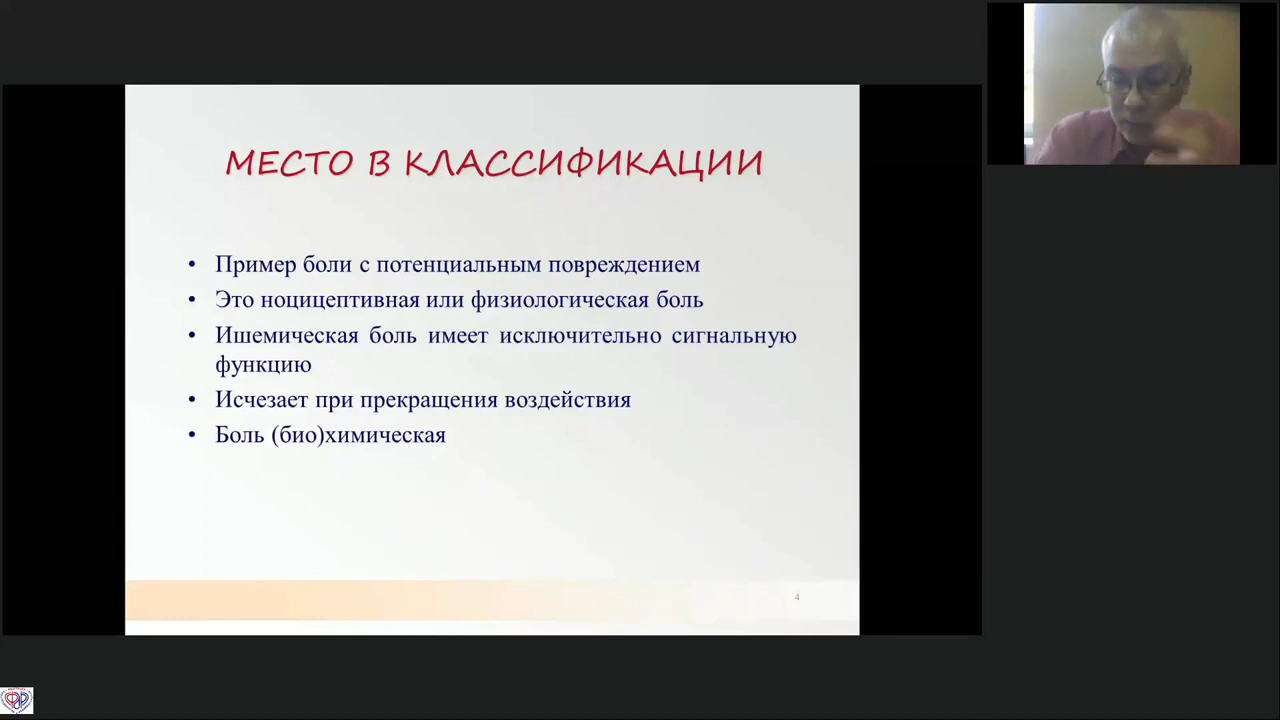 МЕСТО В КЛАССИФИКАЦИИ
• Пример боли с потенциальным повреждением
• Это ноцицептивная или физиологическая боль
• Ишемическая боль имеет исключительно сигнальную
функцию
• Исчезает при прекращения воздействия
• Боль (био)химическая
4